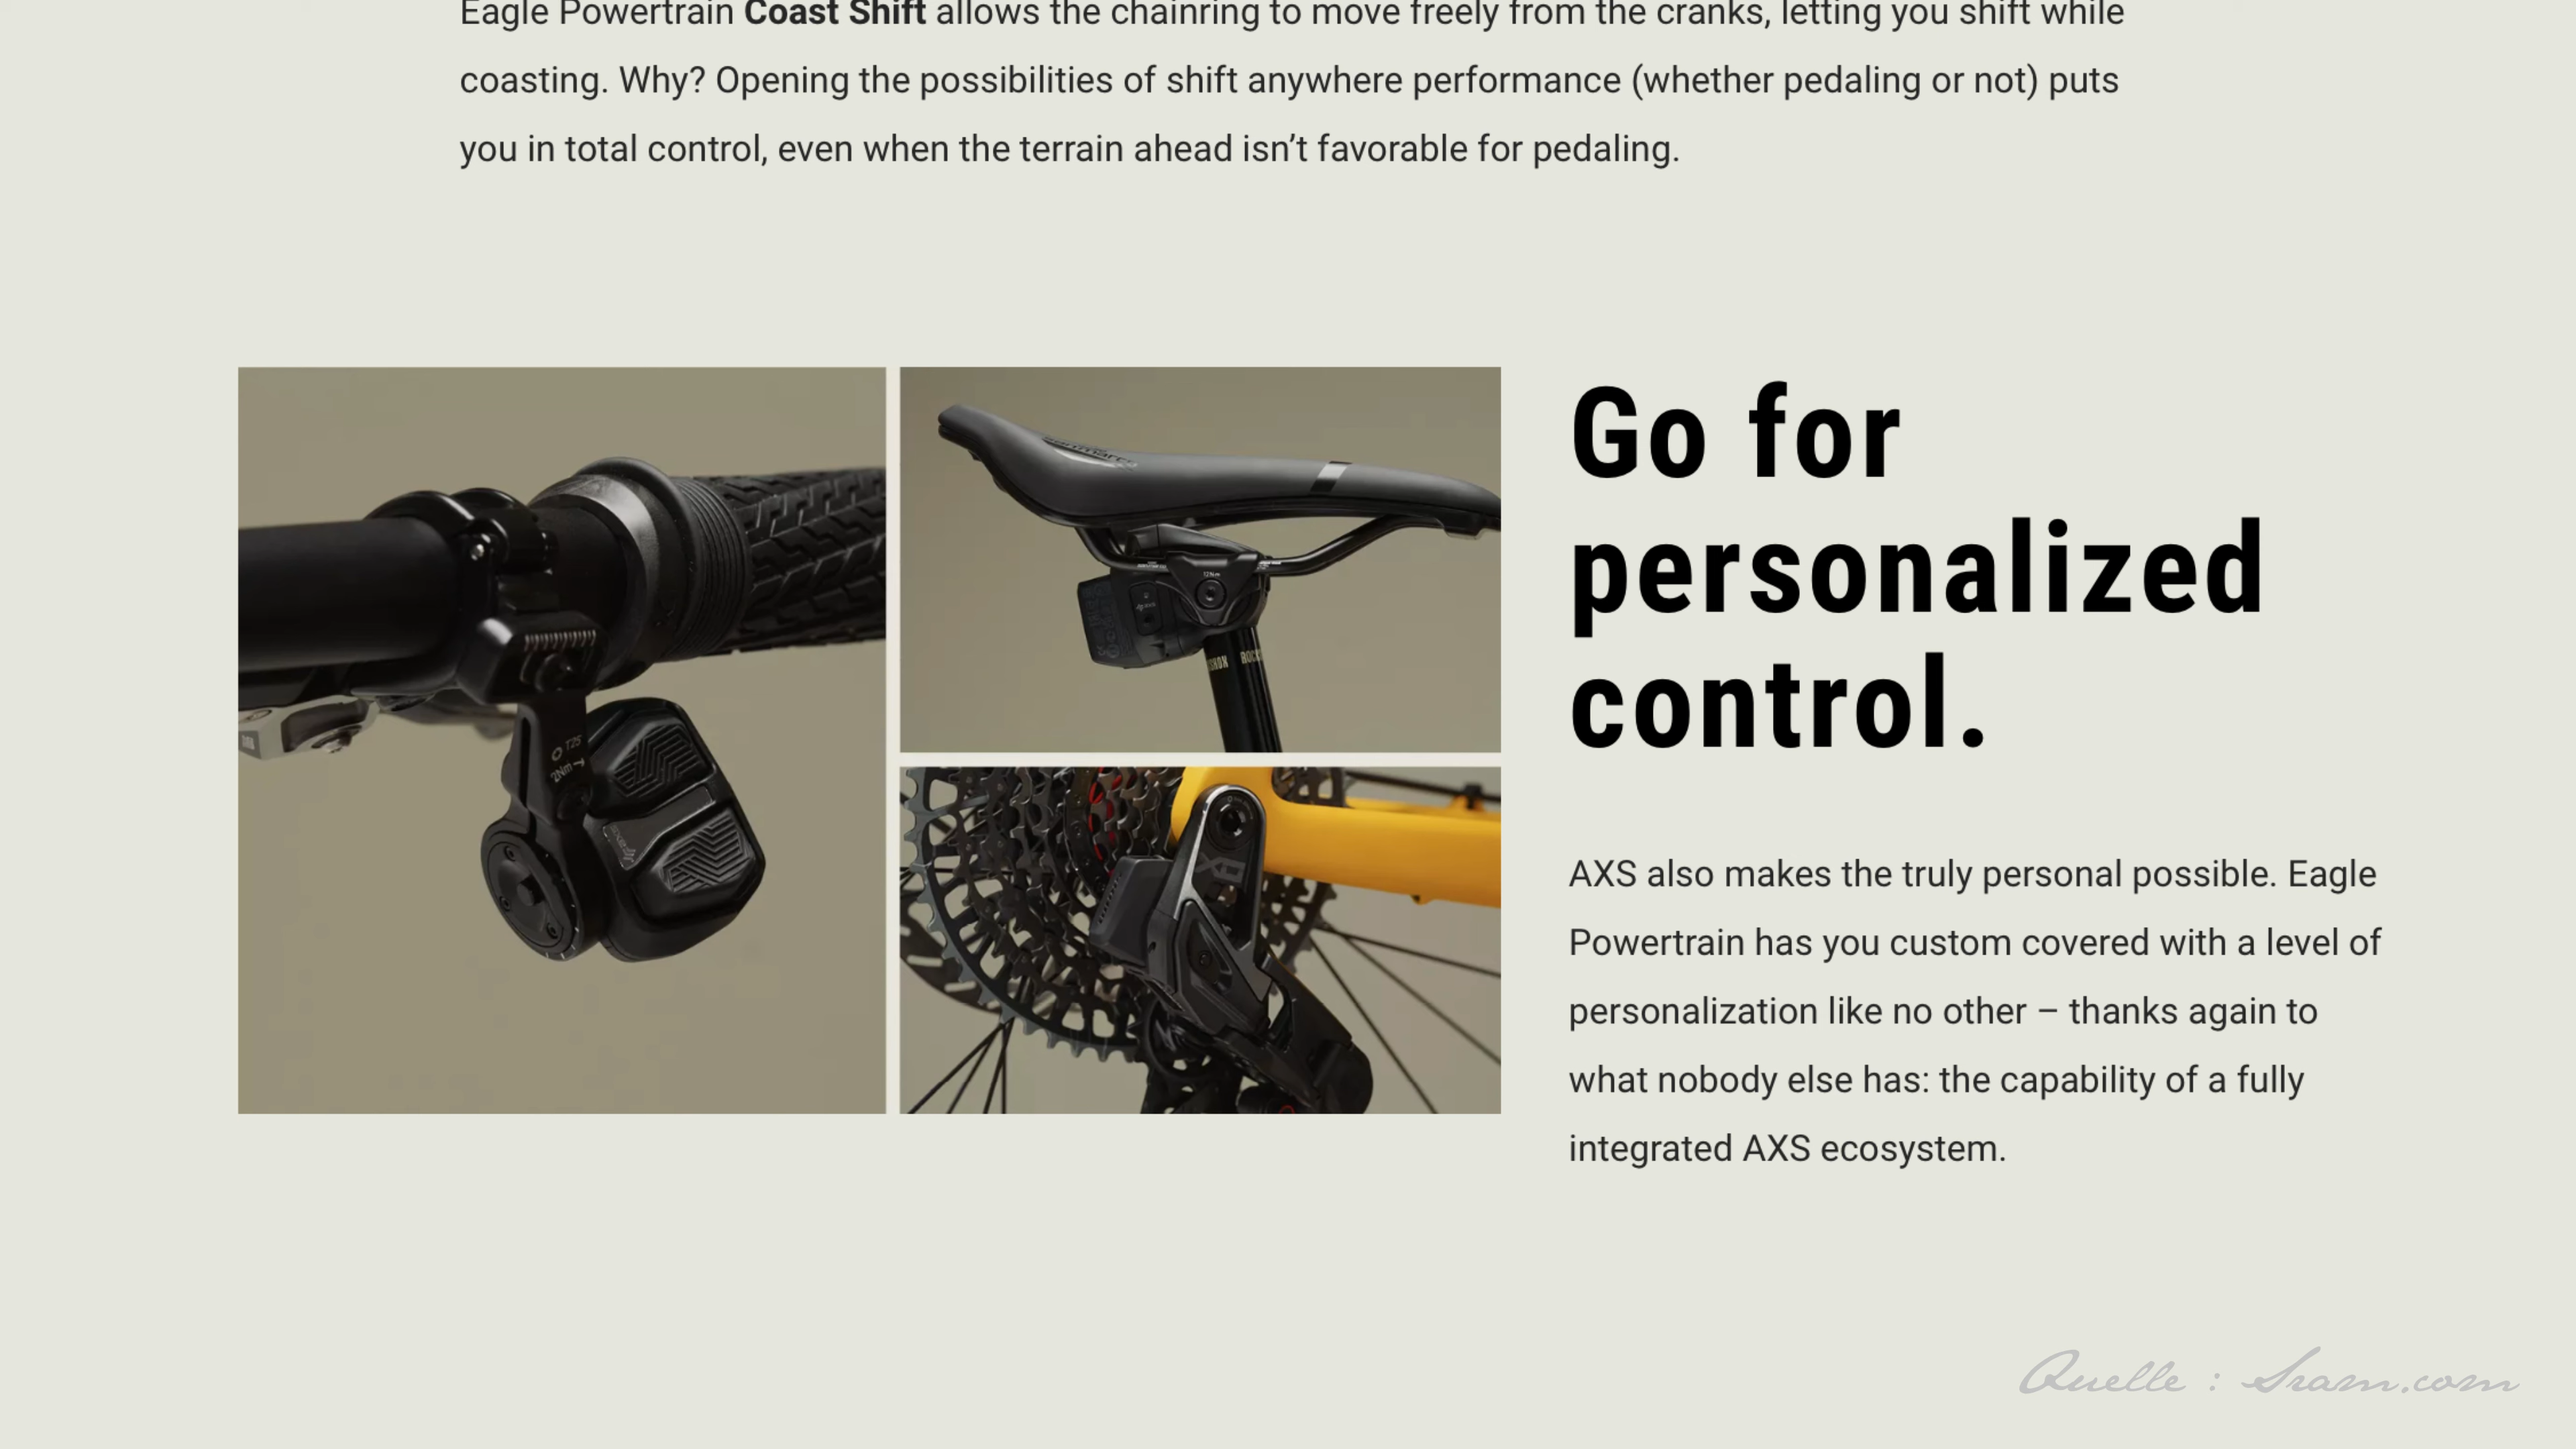 Eagle Powertrain Coast Shift allows the chainring to move freely from the cranks, letting you shift while
coasting. Why? Opening the possibilities of shift anywhere performance (whether pedaling or not) puts
you in total control, even when the terrain ahead isn’t favorable for pedaling.
T25
2Nm
ROCK
Go for
personalized
control.
AXS also makes the truly personal possible. Eagle
Powertrain has you custom covered with a level of
personalization like no other – thanks again to
what nobody else has: the capability of a fully
integrated AXS ecosystem.
Quelle : Sram.com